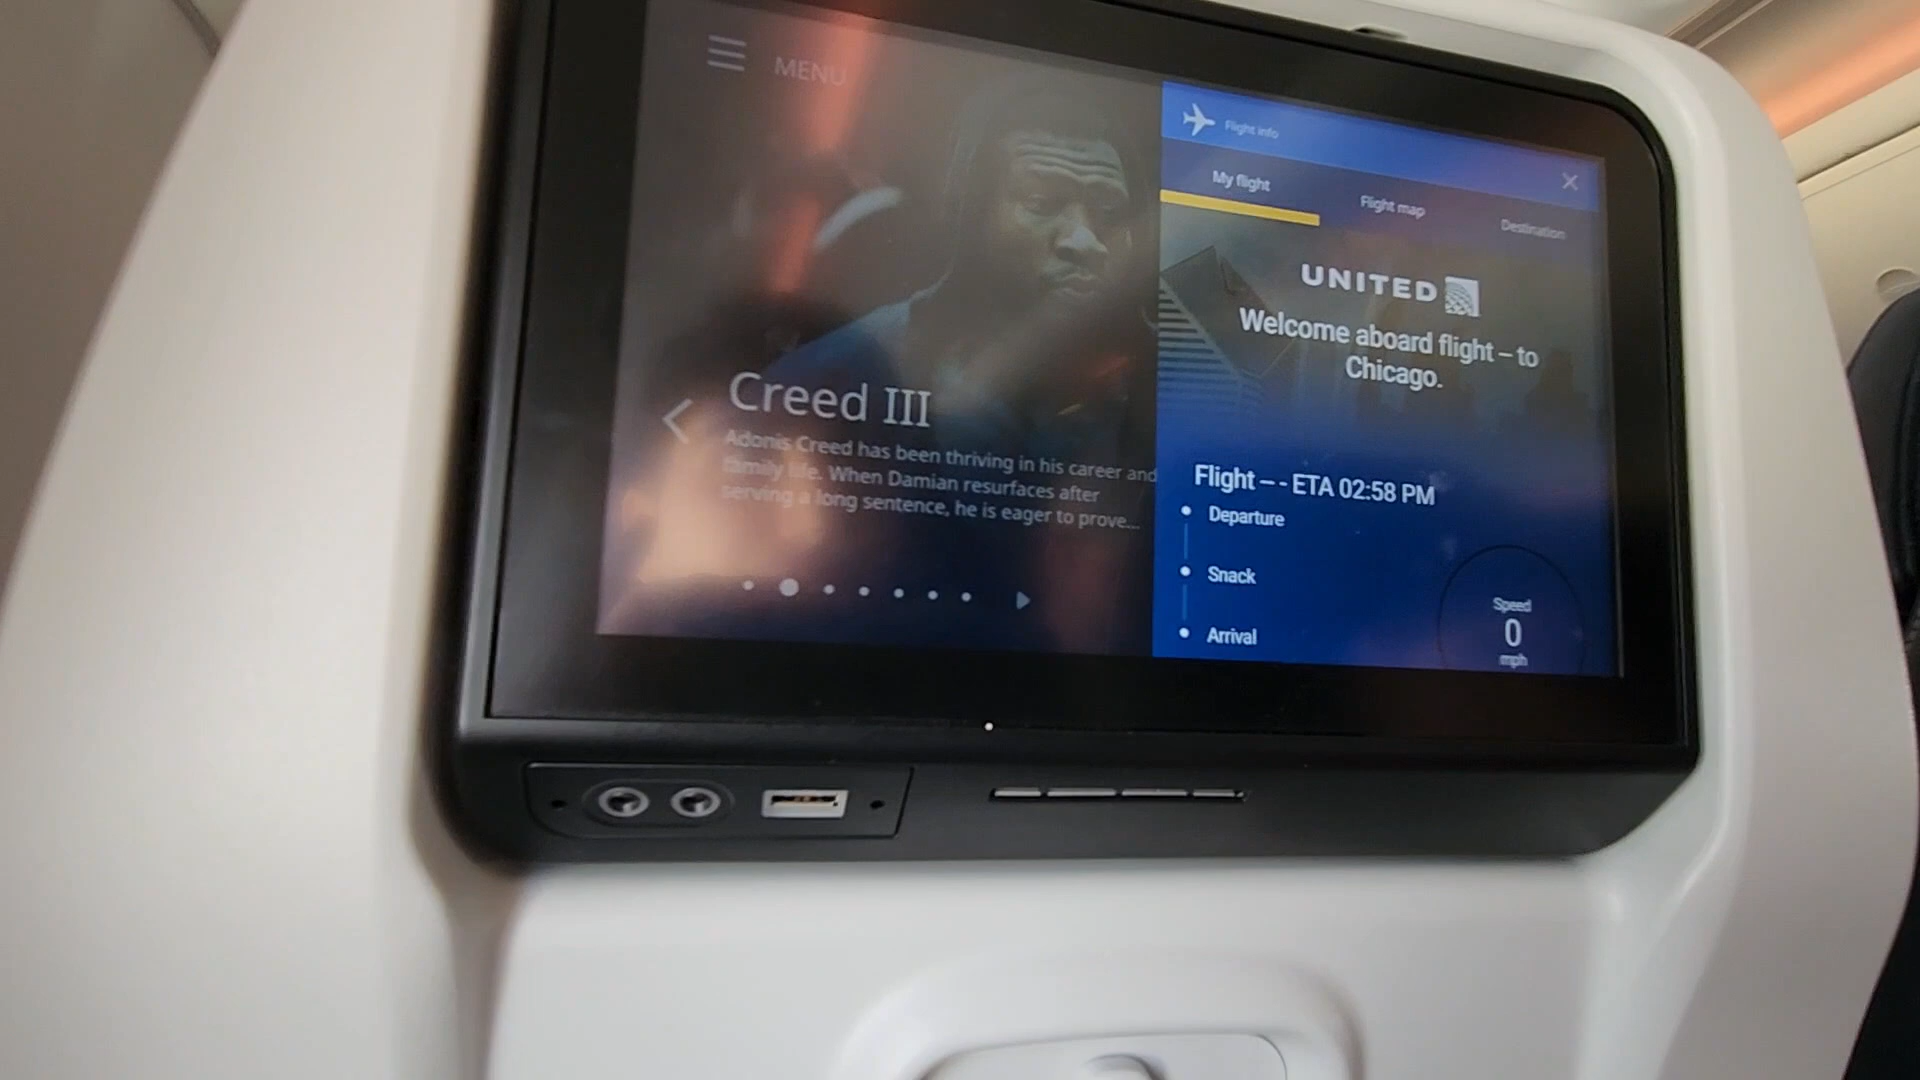 MENU
Creed III
Adonis Creed has been thriving in his career and
family life. When Damian resurfaces after
serving a long sentence, he is eager to prove...
Flight info
My flight
Flight map
Destination
UNITED
Welcome aboard flight – to
Chicago.
Flight – - ETA 02:58 PM
Departure
Snack
Arrival
Speed
0
mph